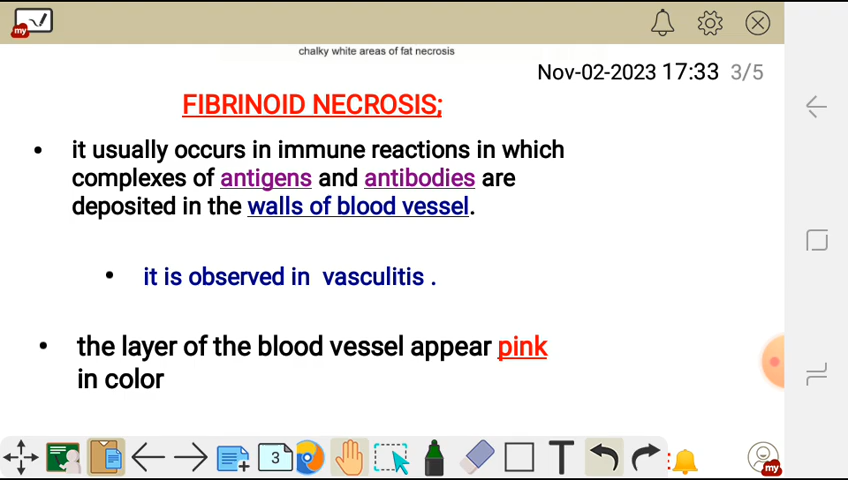 my
chalky white areas of fat necrosis
Nov-02-2023 17:33 3/5
FIBRINOID NECROSIS;
• it usually occurs in immune reactions in which
complexes of antigens and antibodies are
deposited in the walls of blood vessel.
• it is observed in vasculitis .
• the layer of the blood vessel appear pink
in color
3
T
my